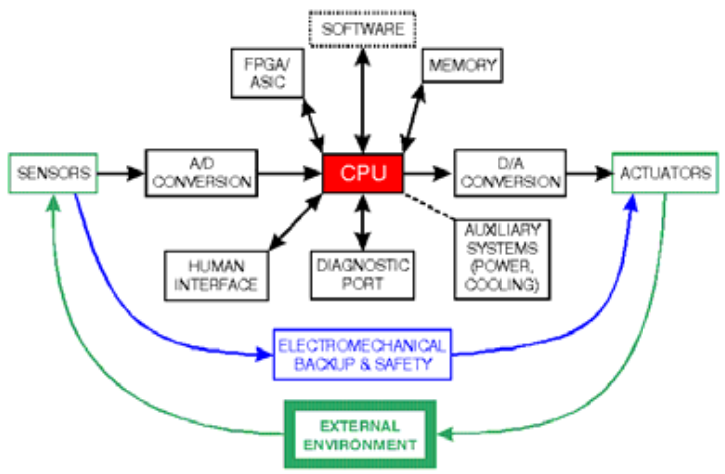 SOFTWARE
FPGA/
ASIC
MEMORY
SENSORS
A/D
CONVERSION
CPU
D/A
CONVERSION
ACTUATORS
HUMAN
INTERFACE
DIAGNOSTIC
PORT
AUXILIARY
SYSTEMS
(POWER,
COOLING)
ELECTROMECHANICAL
BACKUP & SAFETY
EXTERNAL
ENVIRONMENT